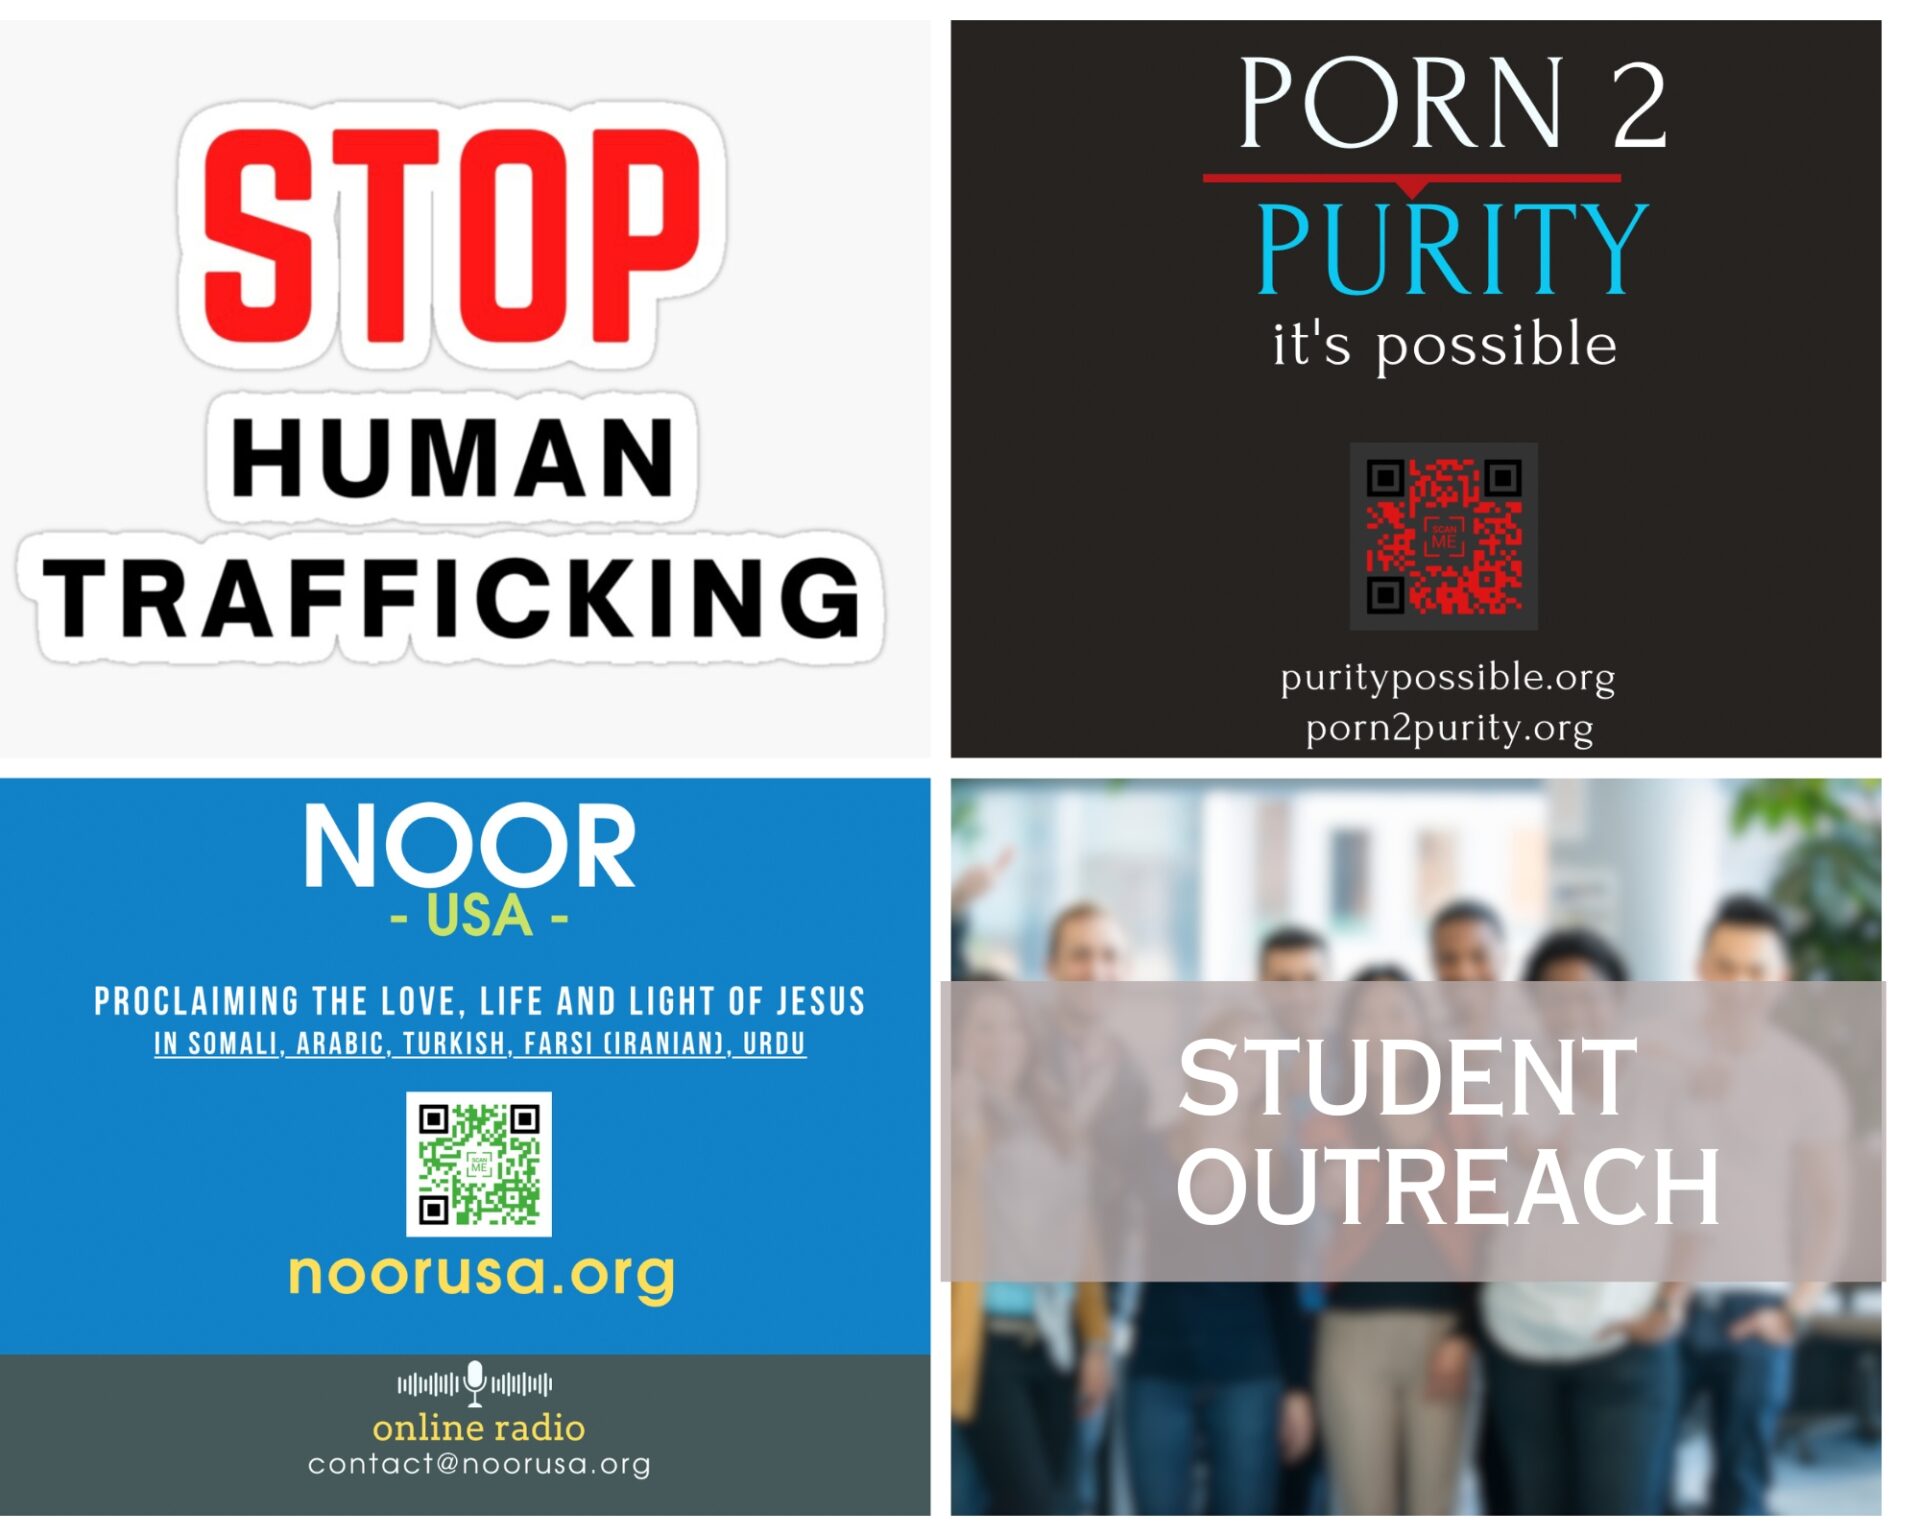 STOP
HUMAN
TRAFFICKING
PORN 2
PURITY
it's possible
SCAN
ME
puritypossible.org
porn2purity.org
NOOR
- USA -
PROCLAIMING THE LOVE, LIFE AND LIGHT OF JESUS
IN SOMALI, ARABIC, TURKISH, FARSI (IRANIAN), URDU
SCAN
ME
noorusa.org
online radio
contact@noorusa.org
STUDENT
OUTREACH